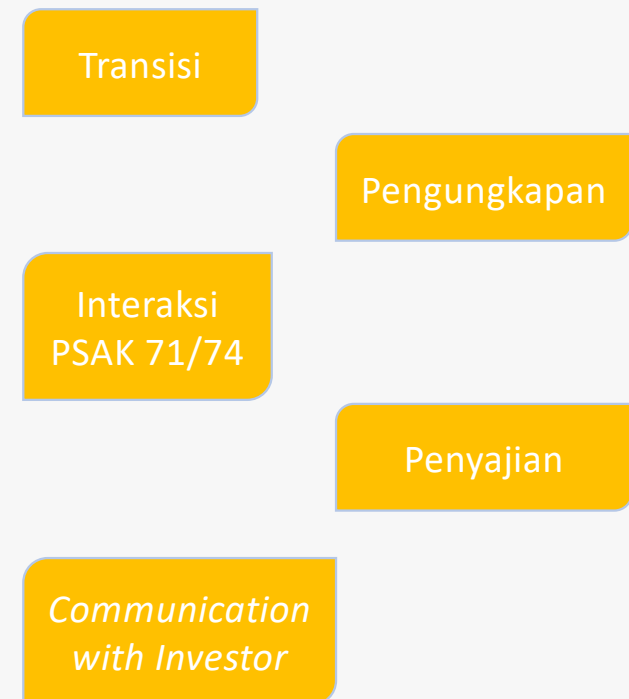 Transisi
Pengungkapan
Interaksi
PSAK 71/74
Penyajian
Communication
with Investor